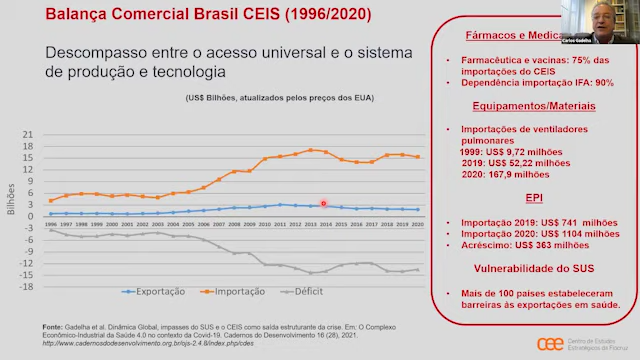 Balança Comercial Brasil CEIS (1996/2020)
Descompasso entre o acesso universal e o sistema
de produção e tecnologia
(US$ Bilhões, atualizados pelos preços dos EUA)
Bilhões
21
18
15
12
9
6
3
0
-3
-6
-9
-12
-15
-18
1996 1997 1998 1999 2000 2001 2002 2003 2004 2005 2006 2007 2008 2009 2010 2011 2012 2013 2014 2015 2016 2017 2018 2019 2020
Exportação Importação Déficit
Fonte: Gadelha et al. Dinâmica Global, impasses do SUS e o CEIS como saída estruturante da crise. Em: O Complexo
Econômico-Industrial da Saúde 4.0 no contexto da Covid-19. Cadernos do Desenvolvimento 16 (28), 2021.
http://www.cadernosdodesenvolvimento.org.br/ojs-2.4.8/index.php/cdes
Fármacos e Medica
Carlos Gadelha
• Farmacêutica e vacinas: 75% das
importações do CEIS
• Dependência importação IFA: 90%
Equipamentos/Materiais
• Importações de ventiladores
pulmonares
1999: US$ 9,72 milhões
2019: US$ 52,22 milhões
2020: 167,9 milhões
EPI
• Importação 2019: US$ 741 milhões
• Importação 2020: US$ 1104 milhões
• Acréscimo: US$ 363 milhões
Vulnerabilidade do SUS
• Mais de 100 países estabeleceram
barreiras às exportações em saúde.
cee
Centro de Estudos
Estratégicos da Fiocruz